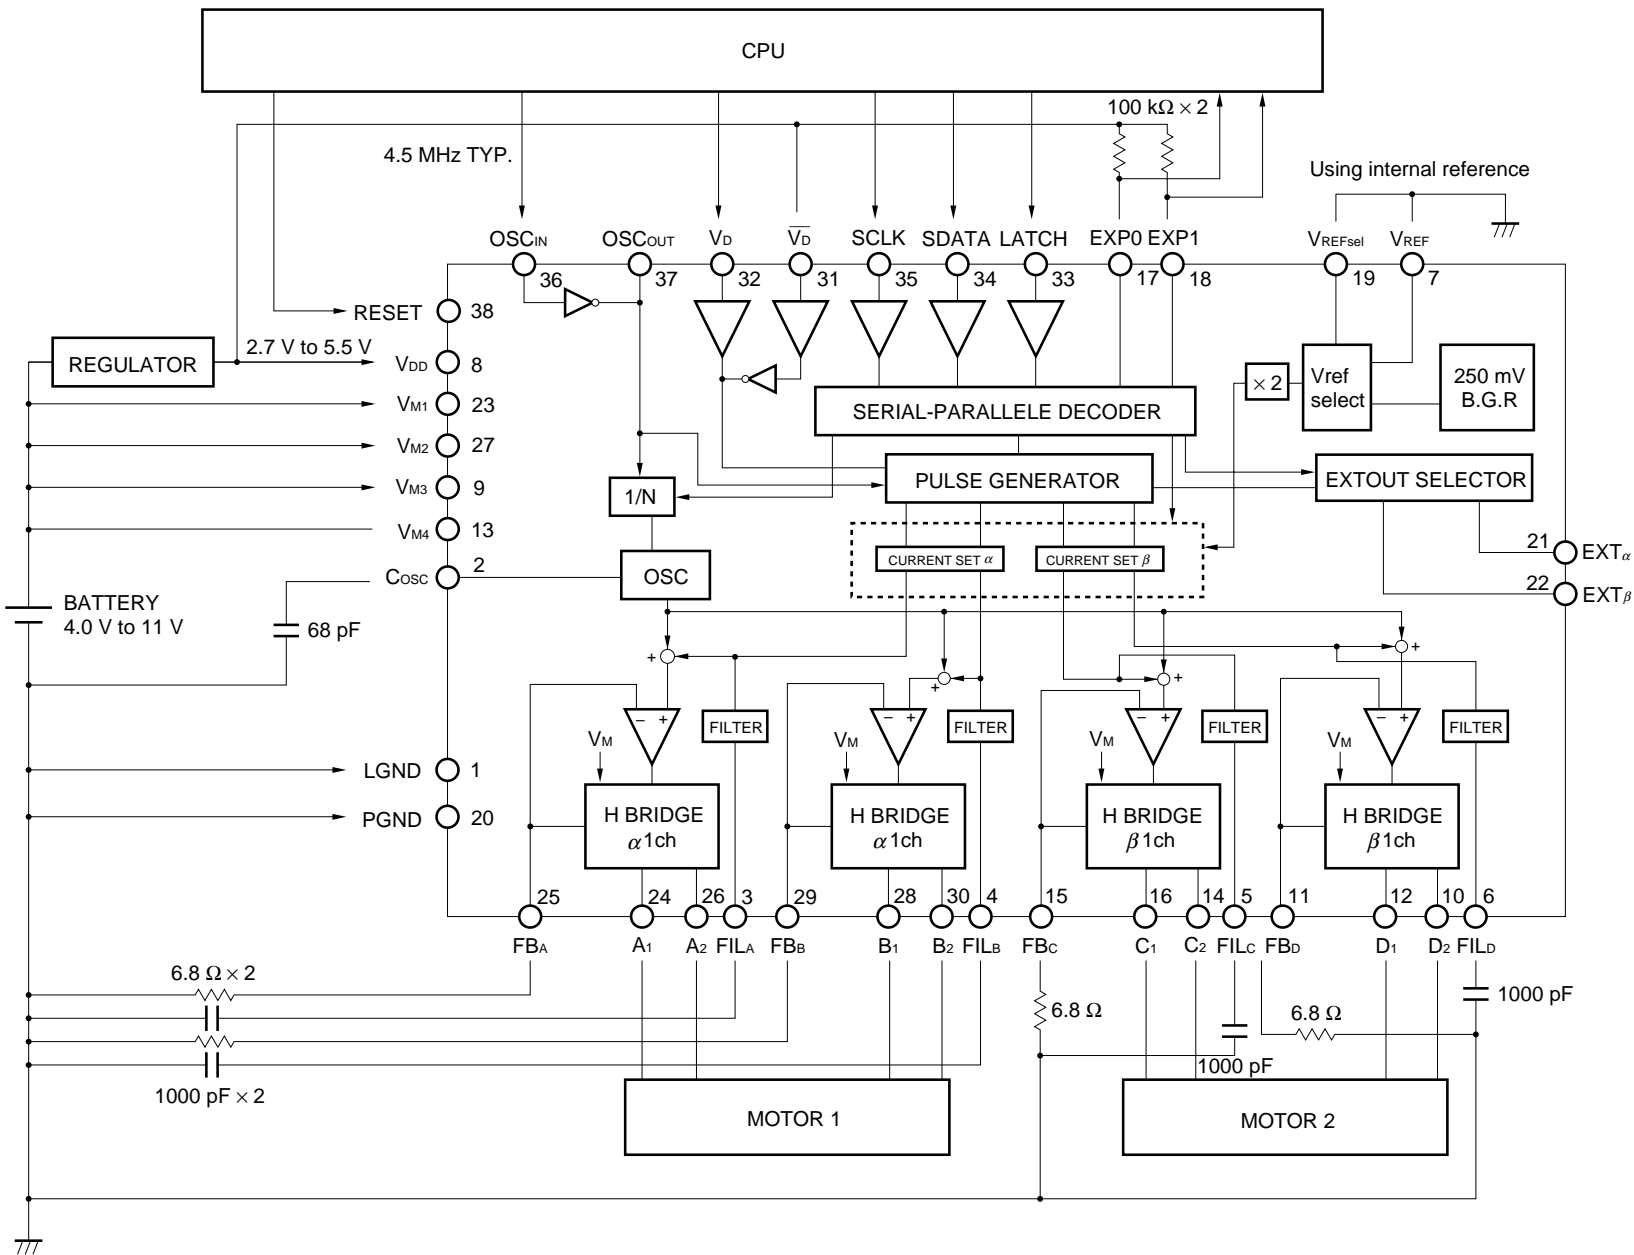 CPU
100 kΩ × 2
4.5 MHz TYP.
Using internal reference
OSCIN
OSCOUT
VD
VD
SCLK
SDATA
LATCH
EXP0
EXP1
VREFsel
VREF
36
37
32
31
35
34
33
17
18
19
7
RESET
38
REGULATOR
2.7 V to 5.5 V
VDD
8
VM1
23
VM2
27
VM3
9
VM4
13
COSC
2
BATTERY
4.0 V to 11 V
68 pF
LGND
1
PGND
20
× 2
Vref
select
250 mV
B.G.R
SERIAL-PARALLELE DECODER
PULSE GENERATOR
EXTOUT SELECTOR
1/N
OSC
CURRENT SET α
CURRENT SET β
21
EXTα
22
EXTβ
+
+
+
+
− +
− +
− +
− +
FILTER
FILTER
FILTER
FILTER
VM
VM
VM
VM
H BRIDGE
α 1ch
H BRIDGE
α 1ch
H BRIDGE
β 1ch
H BRIDGE
β 1ch
25
24
26
3
29
28
30
4
15
16
14
5
11
12
10
6
FBA
A1
A2
FILA
FBB
B1
B2
FILB
FBC
C1
C2
FILC
FBD
D1
D2
FILD
6.8 Ω × 2
1000 pF × 2
6.8 Ω
1000 pF
6.8 Ω
1000 pF
MOTOR 1
MOTOR 2